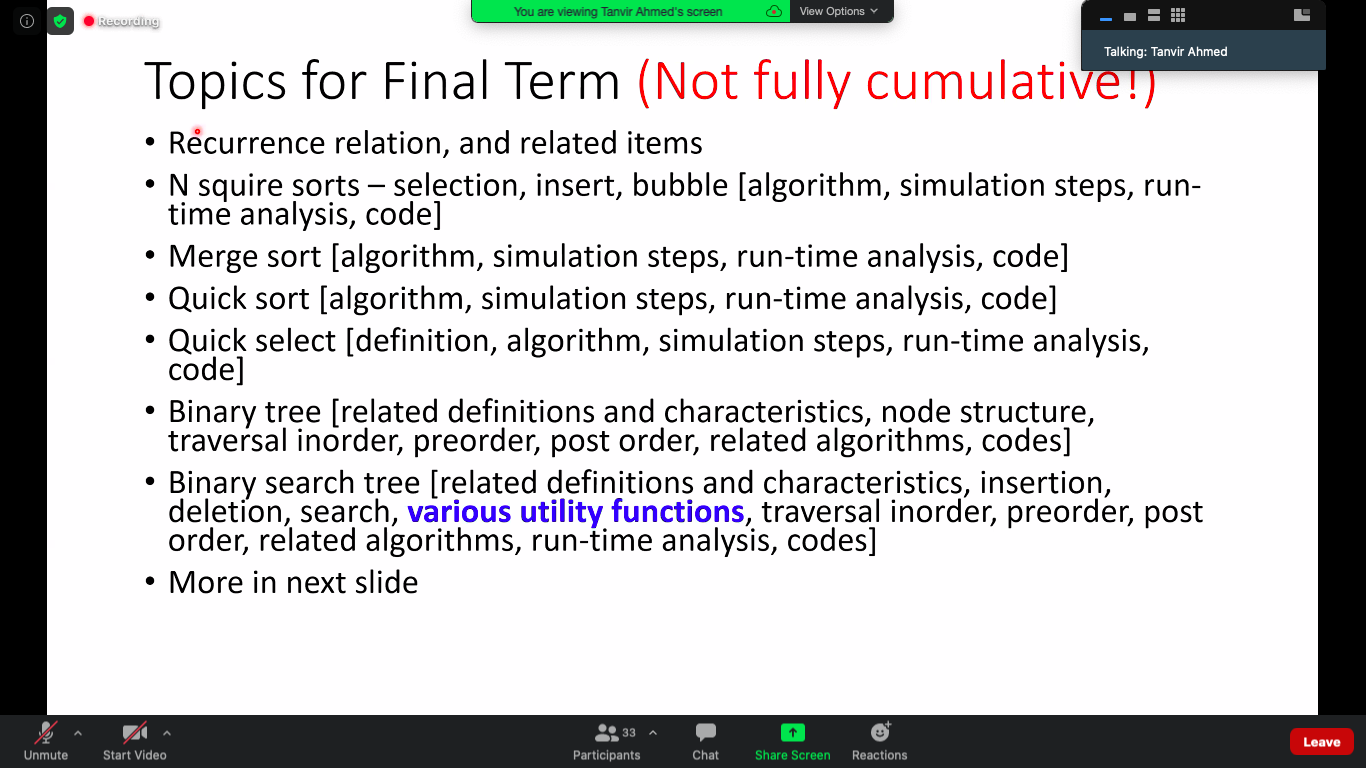 Recording
You are viewing Tanvir Ahmed's screen
View Options
Talking: Tanvir Ahmed
Topics for Final Term (Not fully cumulative!)
• Recurrence relation, and related items
• N squire sorts – selection, insert, bubble [algorithm, simulation steps, run-
time analysis, code]
• Merge sort [algorithm, simulation steps, run-time analysis, code]
• Quick sort [algorithm, simulation steps, run-time analysis, code]
• Quick select [definition, algorithm, simulation steps, run-time analysis,
code]
• Binary tree [related definitions and characteristics, node structure,
traversal inorder, preorder, post order, related algorithms, codes]
• Binary search tree [related definitions and characteristics, insertion,
deletion, search, various utility functions, traversal inorder, preorder, post
order, related algorithms, run-time analysis, codes]
• More in next slide
Unmute
Start Video
33
Participants
Chat
Share Screen
Reactions
Leave